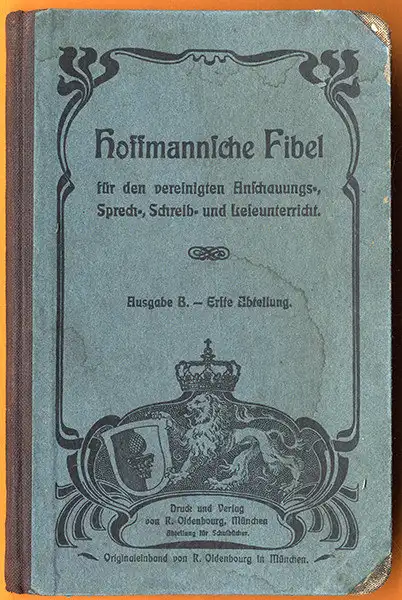 Hoffmannſche Fibel
für den vereinigten Anſchauungs-,
Sprech-, Schreib- und Leſeunterricht.
Ausgabe B. — Erſte Abteilung.
Druck und Verlag
von R. Oldenbourg, München
Abteilung für Schulbücher.
Originaleinband von R. Oldenbourg in München.